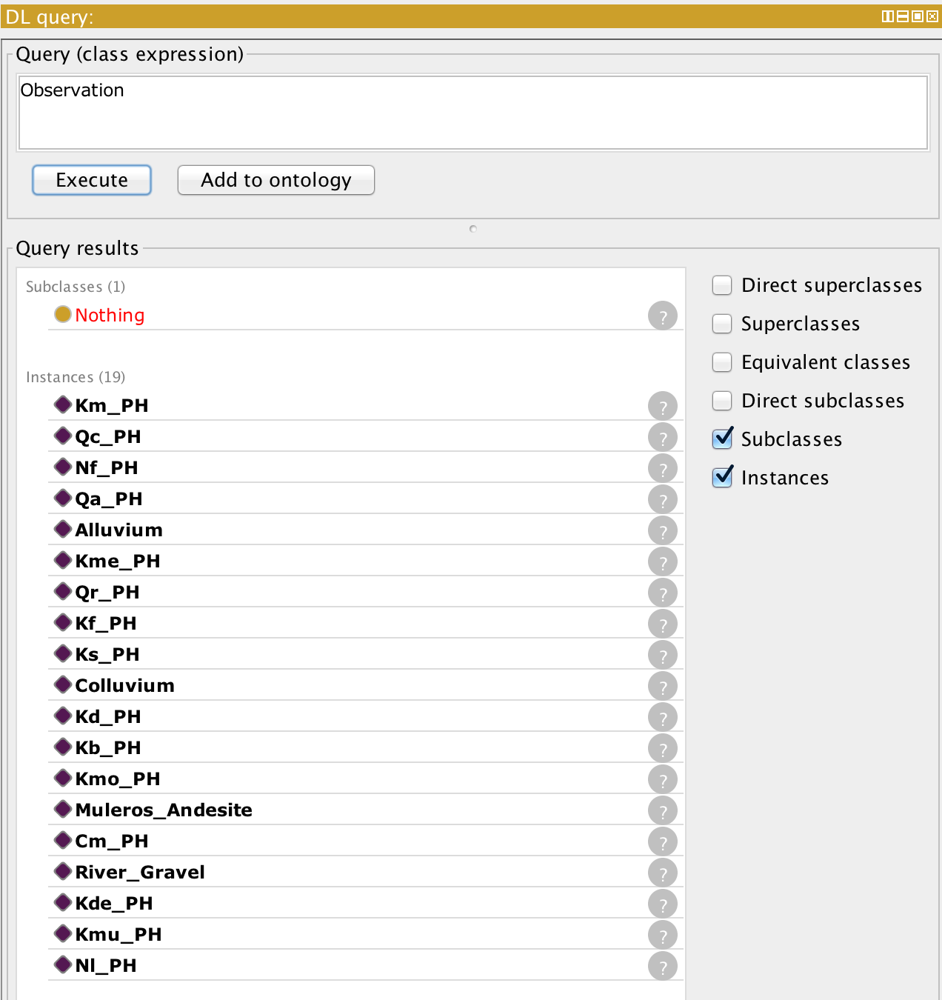 DL query:
Query (class expression)
Observation
Execute
Add to ontology
Query results
Subclasses (1)
Nothing
?
Instances (19)
Km_PH
?
Qc_PH
?
Nf_PH
?
Qa_PH
?
Alluvium
?
Kme_PH
?
Qr_PH
?
Kf_PH
?
Ks_PH
?
Colluvium
?
Kd_PH
?
Kb_PH
?
Kmo_PH
?
Muleros_Andesite
?
Cm_PH
?
River_Gravel
?
Kde_PH
?
Kmu_PH
?
Nl_PH
?
Direct superclasses
Superclasses
Equivalent classes
Direct subclasses
Subclasses
Instances